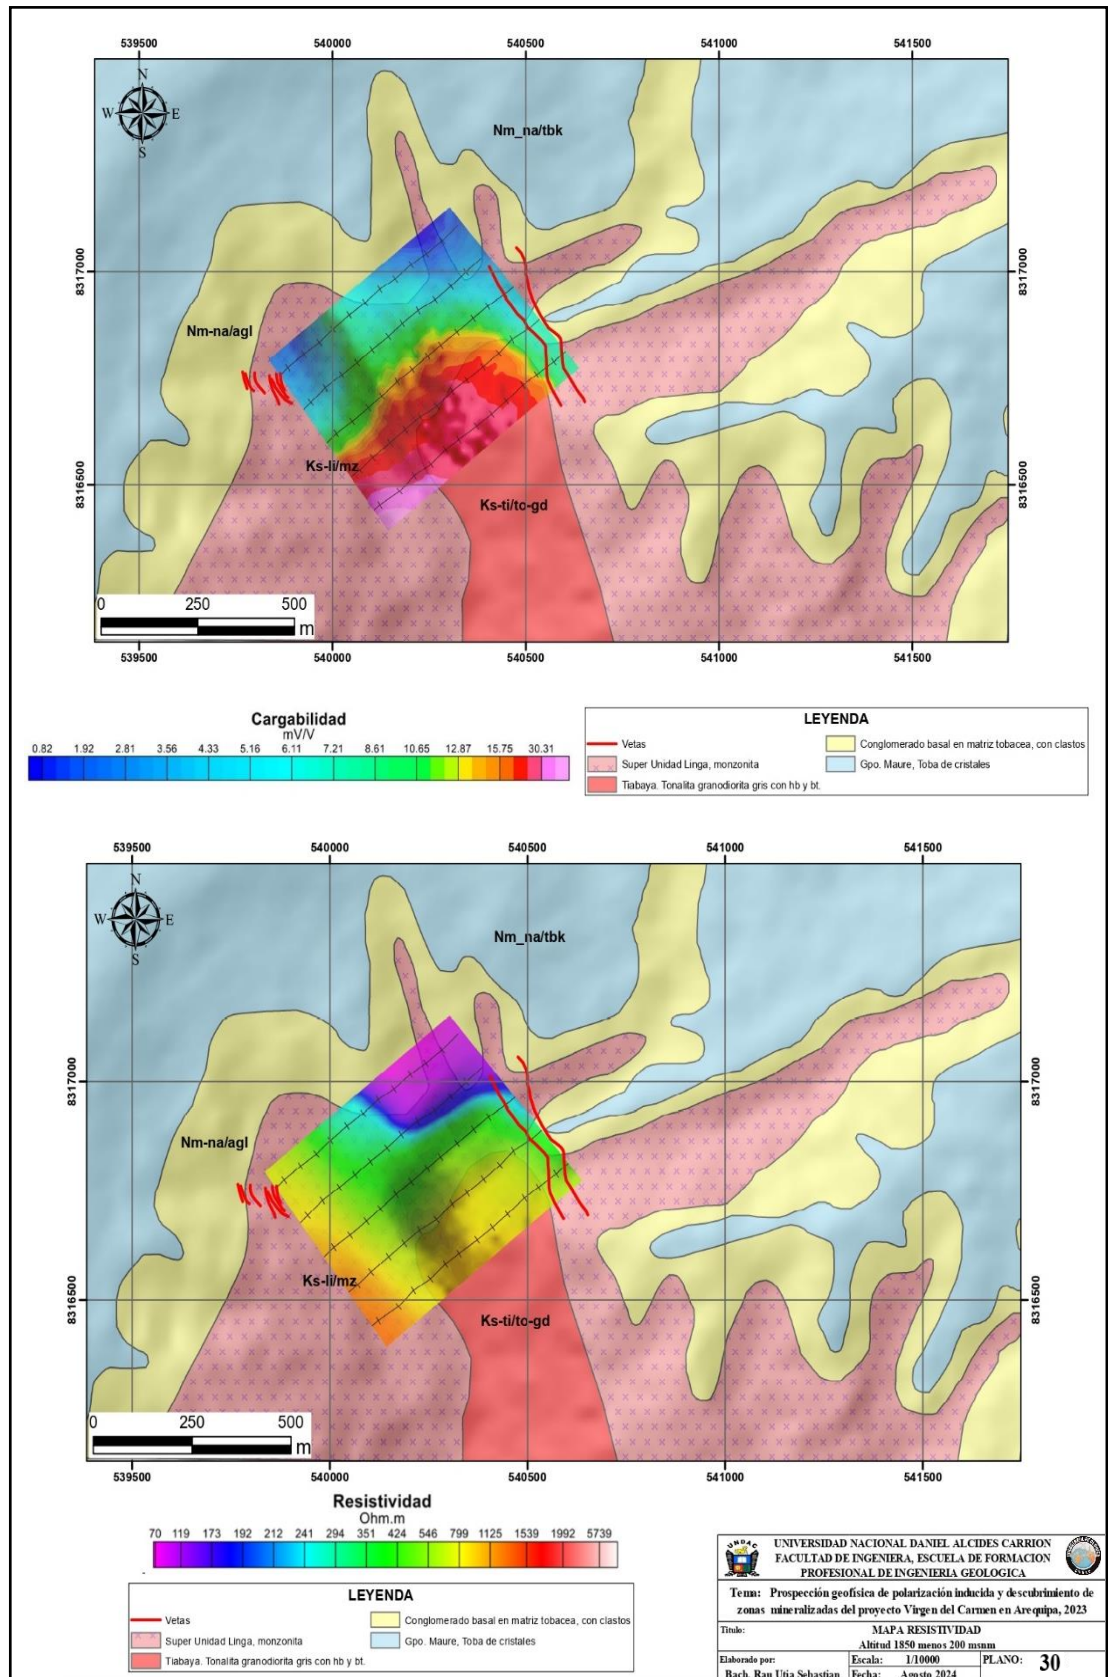 539500 540000 540500 541000 541500
N
W E
S
Nm_na/tbk
8317000 8317000
Nm-na/agl
Ks-li/mz
8316500 8316500
Ks-ti/to-gd
0 250 500
m
539500 540000 540500 541000 541500
Cargabilidad
mV/V
0.82 1.92 2.81 3.56 4.33 5.16 6.11 7.21 8.61 10.65 12.87 15.75 30.31
LEYENDA
Vetas
Conglomerado basal en matriz tobacea, con clastos
Super Unidad Linga, monzonita
Gpo. Maure, Toba de cristales
Tiabaya. Tonalita granodiorita gris con hb y bt.
539500 540000 540500 541000 541500
N
W E
S
Nm_na/tbk
8317000 8317000
Nm-na/agl
Ks-li/mz
8316500 8316500
Ks-ti/to-gd
0 250 500
m
539500 540000 540500 541000 541500
Resistividad
Ohm.m
70 119 173 192 212 241 294 351 424 546 799 1125 1539 1992 5739
LEYENDA
Vetas
Conglomerado basal en matriz tobacea, con clastos
Super Unidad Linga, monzonita
Gpo. Maure, Toba de cristales
Tiabaya. Tonalita granodiorita gris con hb y bt.
UNDAC
UNIVERSIDAD NACIONAL DANIEL ALCIDES CARRION
FACULTAD DE INGENIERA, ESCUELA DE FORMACION
PROFESIONAL DE INGENIERIA GEOLOGICA
Tema: Prospección geofísica de polarización inducida y descubrimiento de
zonas mineralizadas del proyecto Virgen del Carmen en Arequipa, 2023
Titulo: MAPA RESISTIVIDAD
Altitud 1850 menos 200 msnm
Elaborado por: Escala: 1/10000 PLANO: 30
Bach. Rau Utia Sebastian Fecha: Agosto 2024